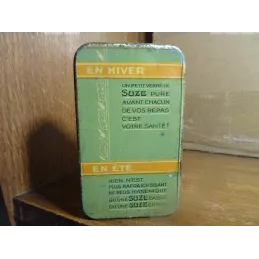 EN HIVER
UN PETIT VERRE DE
SUZE PURE
AVANT CHACUN
DE VOS REPAS
C'EST
VOTRE SANTÉ!
EN ÉTÉ
RIEN N'EST
PLUS RAFRAICHISSANT
SUZE
SUZE